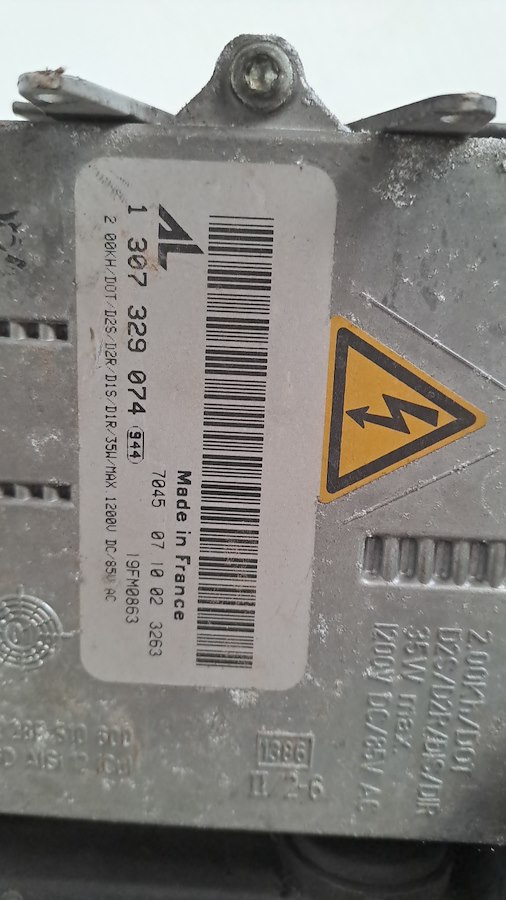 AL
1 307 329 074 944
2.00KH/DOT/D2S/D2R/D1S/D1R/35W/MAX 1200V DC/85V AC
Made in France
7045 07 10 02 3263
19FM0863
2.00Kh/DOT
D2S/D2R/D1S/D1R
35W max.
1200V DC/85V AC
1386